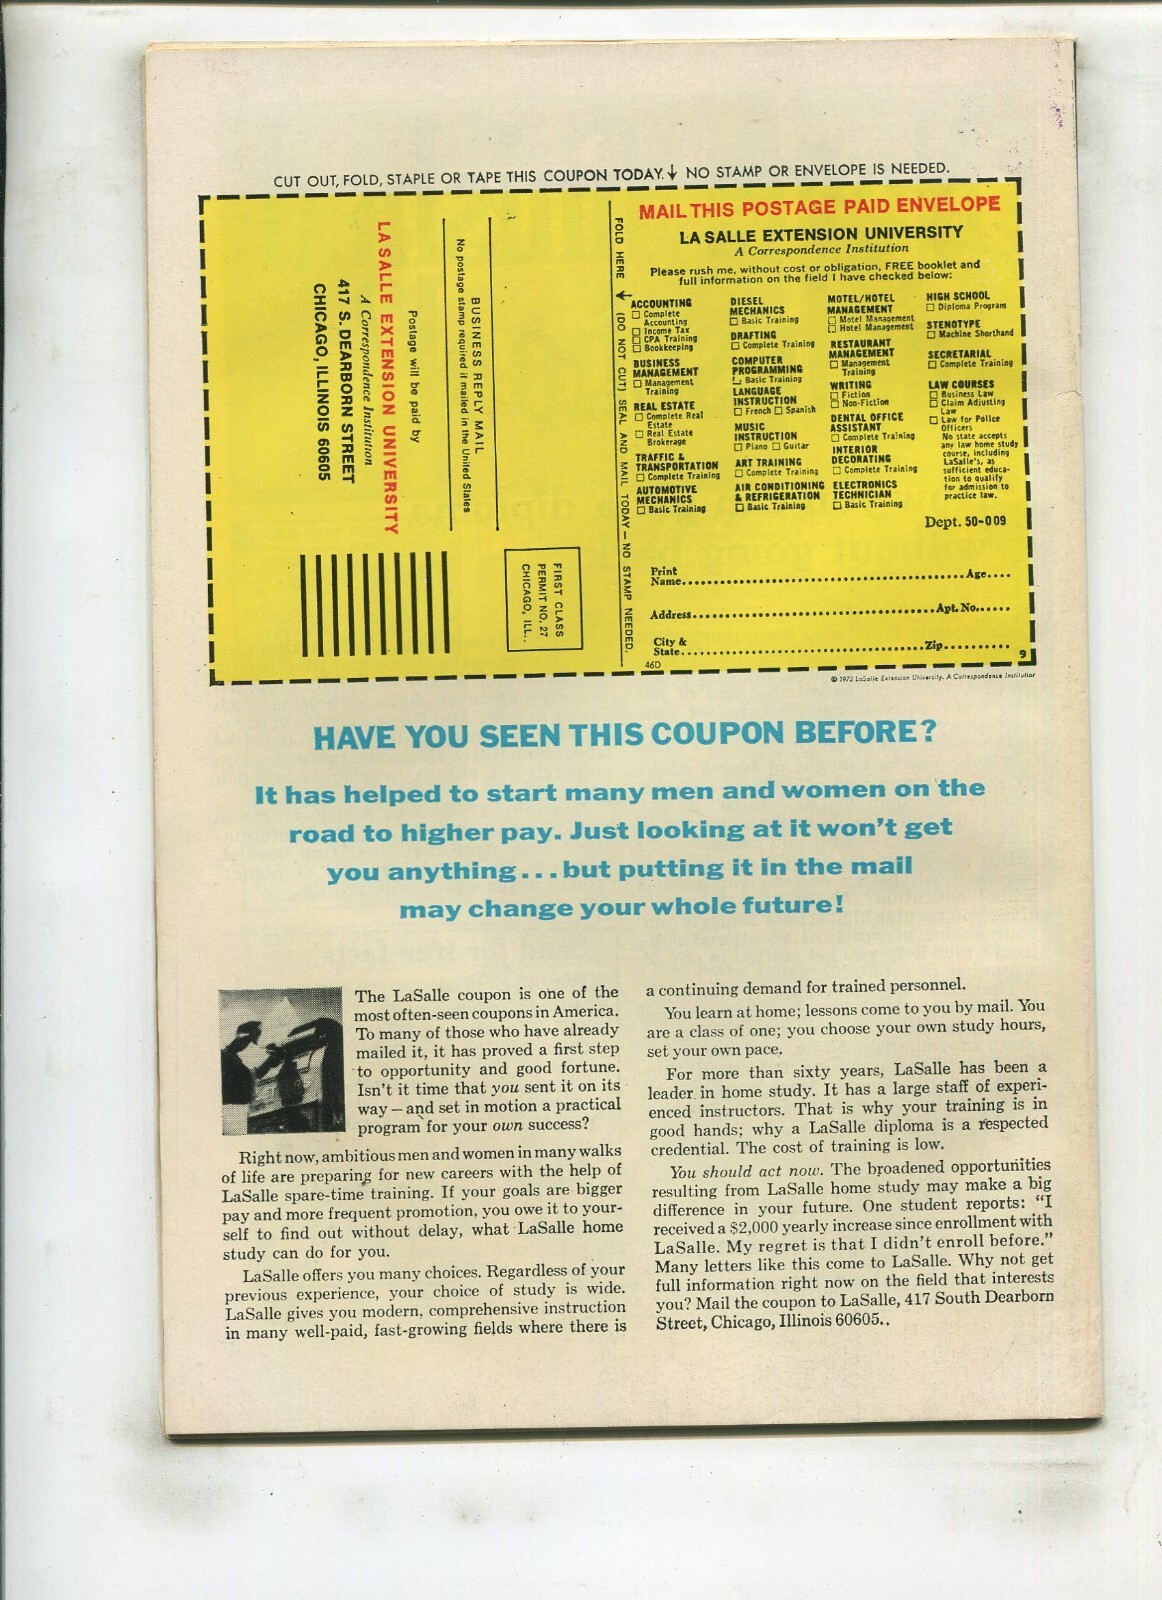 CUT OUT, FOLD, STAPLE OR TAPE THIS COUPON TODAY.↓ NO STAMP OR ENVELOPE IS NEEDED.
Postage will be paid by
LA SALLE EXTENSION UNIVERSITY
A Correspondence Institution
417 S. DEARBORN STREET
CHICAGO, ILLINOIS 60605
BUSINESS REPLY MAIL
No postage stamp required if mailed in the United States
FIRST CLASS
PERMIT NO. 27
CHICAGO, ILL..
FOLD HERE → (DO NOT CUT) SEAL AND MAIL TODAY — NO STAMP NEEDED.
MAIL THIS POSTAGE PAID ENVELOPE
LA SALLE EXTENSION UNIVERSITY
A Correspondence Institution
Please rush me, without cost or obligation, FREE booklet and
full information on the field I have checked below:
ACCOUNTING
□ Complete
Accounting
□ Income Tax
□ CPA Training
□ Bookkeeping
BUSINESS
MANAGEMENT
□ Management
Training
REAL ESTATE
□ Complete Real
Estate
□ Real Estate
Brokerage
TRAFFIC &
TRANSPORTATION
□ Complete Training
AUTOMOTIVE
MECHANICS
□ Basic Training
DIESEL
MECHANICS
□ Basic Training
DRAFTING
□ Complete Training
COMPUTER
PROGRAMMING
□ Basic Training
LANGUAGE
INSTRUCTION
□ French □ Spanish
MUSIC
INSTRUCTION
□ Piano □ Guitar
ART TRAINING
□ Complete Training
AIR CONDITIONING
& REFRIGERATION
□ Basic Training
MOTEL/HOTEL
MANAGEMENT
□ Motel Management
□ Hotel Management
RESTAURANT
MANAGEMENT
□ Management
Training
WRITING
□ Fiction
□ Non-Fiction
DENTAL OFFICE
ASSISTANT
□ Complete Training
INTERIOR
DECORATING
□ Complete Training
ELECTRONICS
TECHNICIAN
□ Basic Training
HIGH SCHOOL
□ Diploma Program
STENOTYPE
□ Machine Shorthand
SECRETARIAL
□ Complete Training
LAW COURSES
□ Business Law
□ Claim Adjusting
Law
□ Law for Police
Officers
No state accepts
any law home study
course, including
LaSalle's, as
sufficient educa-
tion to qualify
for admission to
practice law.
Dept. 50-009
Print
Name........................................Age....
Address........................................Apt. No......
City &
State........................................Zip..........
46D
9
© 1972 LaSalle Extension University. A Correspondence Institution
HAVE YOU SEEN THIS COUPON BEFORE?
It has helped to start many men and women on the
road to higher pay. Just looking at it won't get
you anything...but putting it in the mail
may change your whole future!
The LaSalle coupon is one of the
most often-seen coupons in America.
To many of those who have already
mailed it, it has proved a first step
to opportunity and good fortune.
Isn't it time that you sent it on its
way — and set in motion a practical
program for your own success?
Right now, ambitious men and women in many walks
of life are preparing for new careers with the help of
LaSalle spare-time training. If your goals are bigger
pay and more frequent promotion, you owe it to your-
self to find out without delay, what LaSalle home
study can do for you.
LaSalle offers you many choices. Regardless of your
previous experience, your choice of study is wide.
LaSalle gives you modern, comprehensive instruction
in many well-paid, fast-growing fields where there is
a continuing demand for trained personnel.
You learn at home; lessons come to you by mail. You
are a class of one; you choose your own study hours,
set your own pace.
For more than sixty years, LaSalle has been a
leader in home study. It has a large staff of experi-
enced instructors. That is why your training is in
good hands; why a LaSalle diploma is a respected
credential. The cost of training is low.
You should act now. The broadened opportunities
resulting from LaSalle home study may make a big
difference in your future. One student reports: "I
received a $2,000 yearly increase since enrollment with
LaSalle. My regret is that I didn't enroll before."
Many letters like this come to LaSalle. Why not get
full information right now on the field that interests
you? Mail the coupon to LaSalle, 417 South Dearborn
Street, Chicago, Illinois 60605..